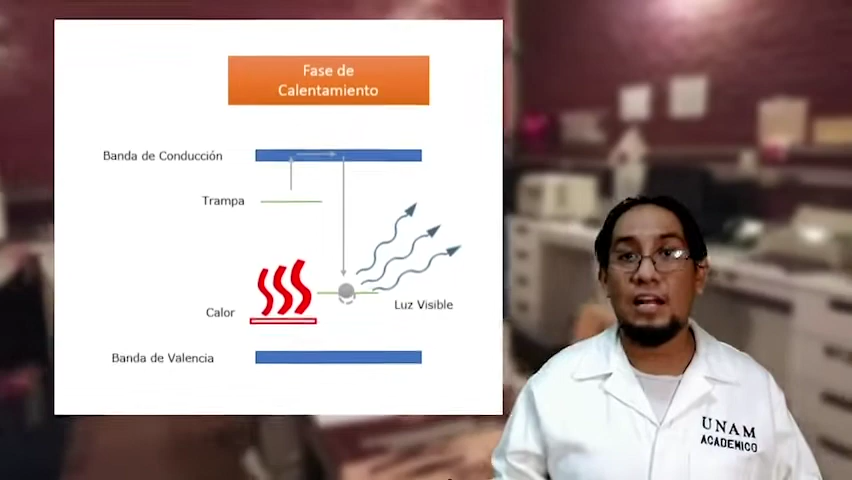 Fase de
Calentamiento
Banda de Conducción
Trampa
Calor
Luz Visible
Banda de Valencia
UNAM
ACADEMICO